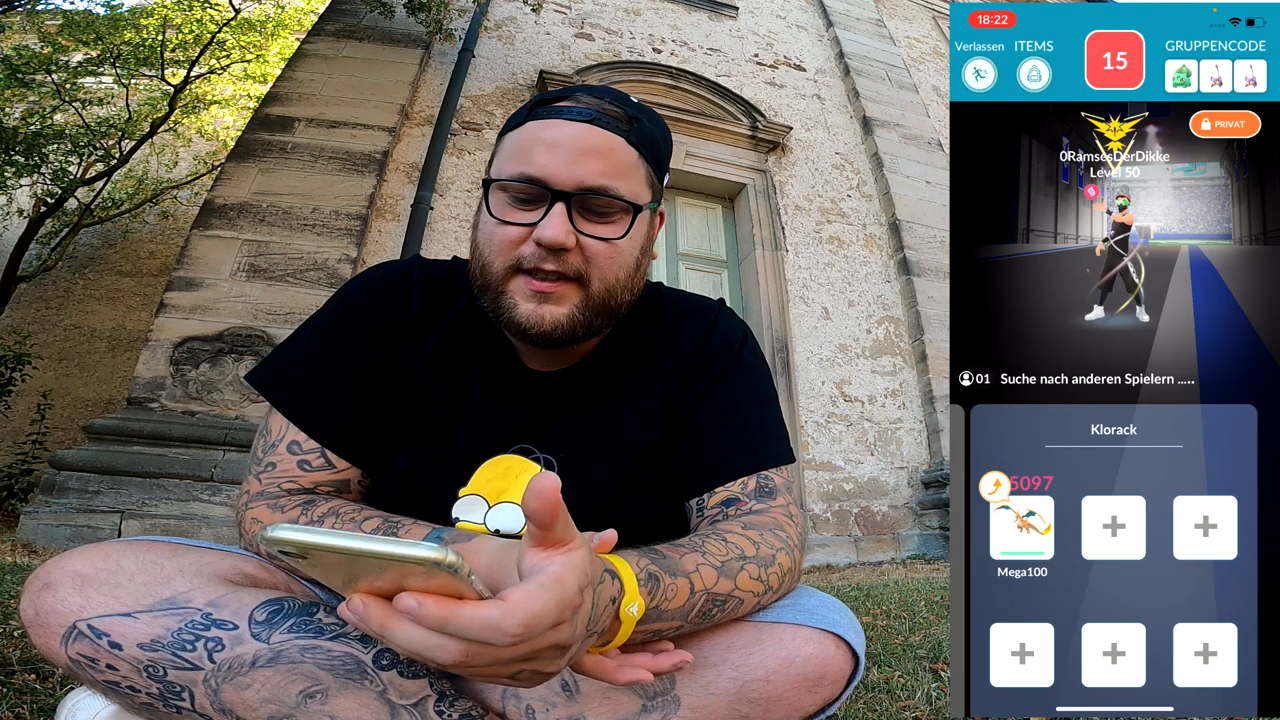 18:22
Verlassen
ITEMS
15
GRUPPENCODE
PRIVAT
0RamsesDerDikke
Level 50
01 Suche nach anderen Spielern .....
Klorack
5097
Mega100